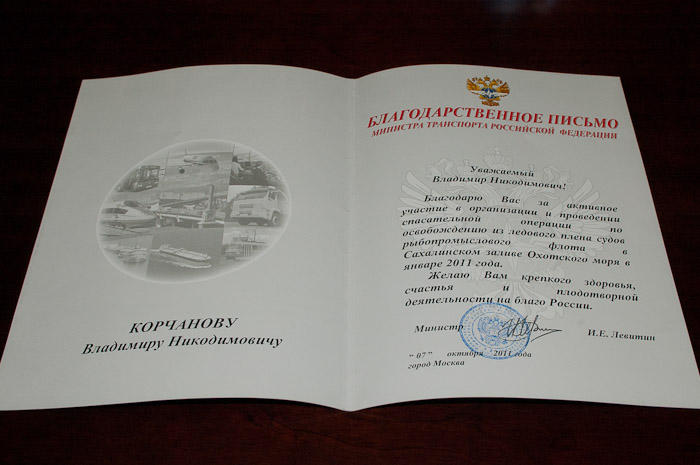 КОРЧАНОВУ
Владимиру Никодимовичу
БЛАГОДАРСТВЕННОЕ ПИСЬМО
МИНИСТРА ТРАНСПОРТА РОССИЙСКОЙ ФЕДЕРАЦИИ
Уважаемый
Владимир Никодимович!
Благодарю Вас за активное
участие в организации и проведении
спасательной операции по
освобождению из ледового плена судов
рыбопромыслового флота в
Сахалинском заливе Охотского моря в
январе 2011 года.
Желаю Вам крепкого здоровья,
счастья и плодотворной
деятельности на благо России.
Министр И.Е. Левитин
"07" октября 2011 года
город Москва